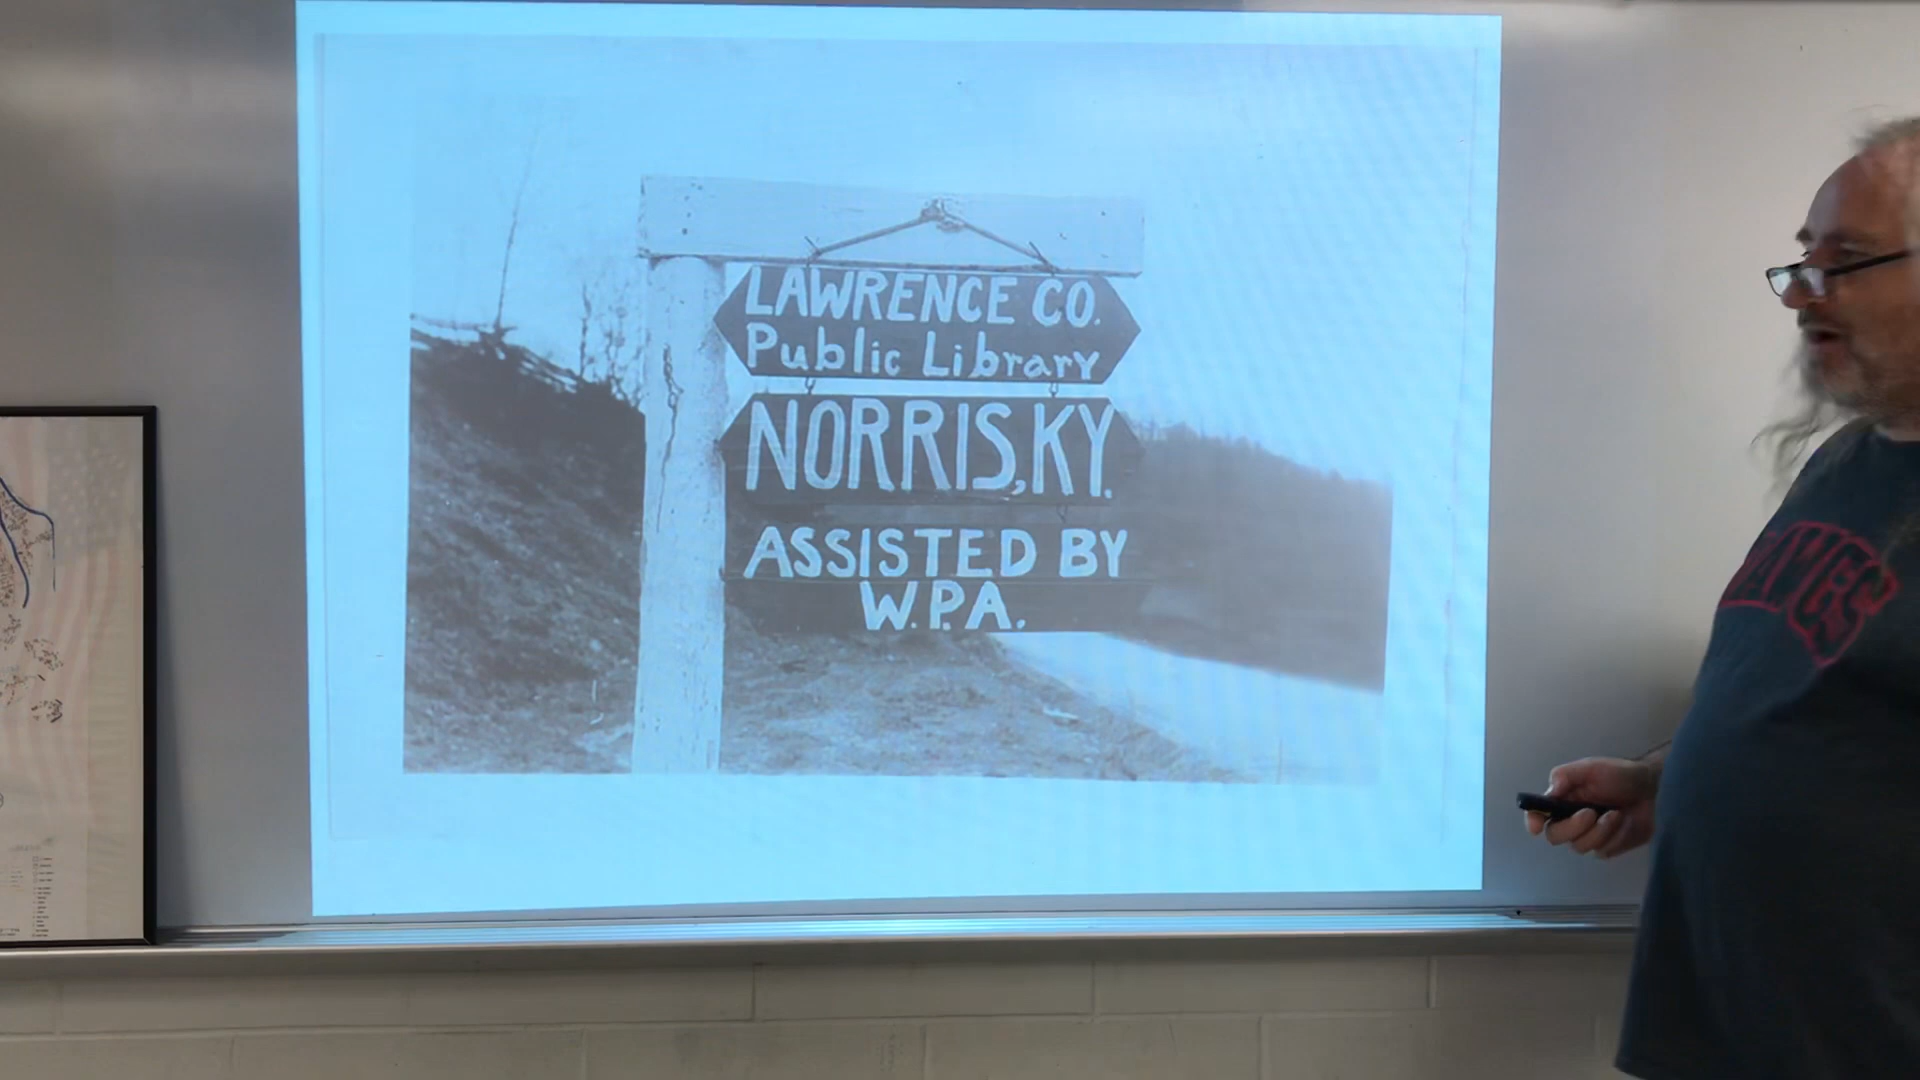 LAWRENCE CO.
Public Library
NORRIS, KY.
ASSISTED BY
W.P.A.